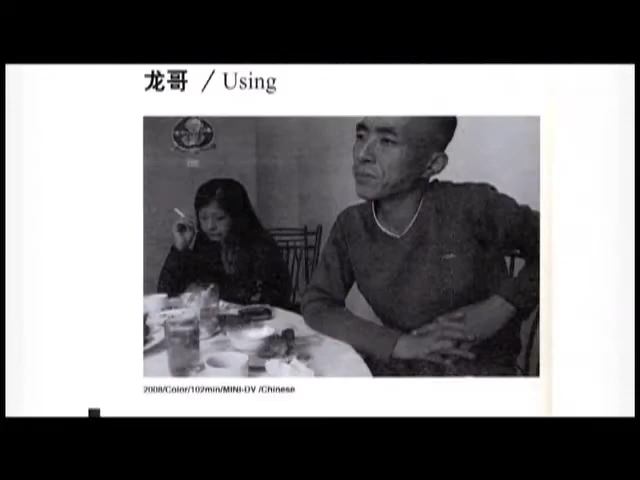 龙哥 / Using
2008/Color/102min/MINI-DV /Chinese